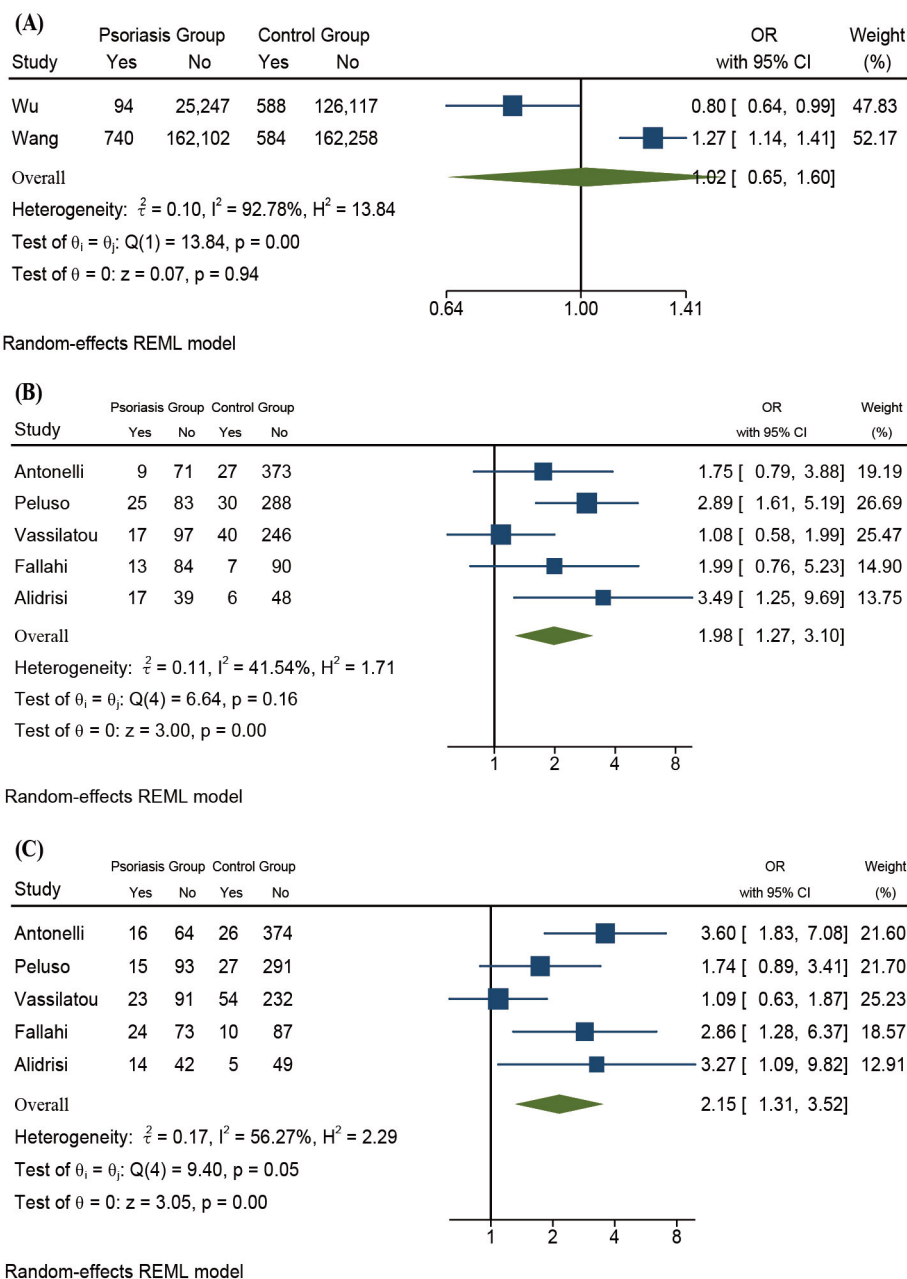 (A)
Psoriasis Group Control Group OR Weight
Study Yes No Yes No with 95% CI (%)
Wu 94 25,247 588 126,117 0.80 [ 0.64, 0.99] 47.83
Wang 740 162,102 584 162,258 1.27 [ 1.14, 1.41] 52.17
Overall 1.02 [ 0.65, 1.60]
Heterogeneity: τ̂² = 0.10, I² = 92.78%, H² = 13.84
Test of θᵢ = θⱼ: Q(1) = 13.84, p = 0.00
Test of θ = 0: z = 0.07, p = 0.94
0.64 1.00 1.41
Random-effects REML model
(B)
Psoriasis Group Control Group OR Weight
Study Yes No Yes No with 95% CI (%)
Antonelli 9 71 27 373 1.75 [ 0.79, 3.88] 19.19
Peluso 25 83 30 288 2.89 [ 1.61, 5.19] 26.69
Vassilatou 17 97 40 246 1.08 [ 0.58, 1.99] 25.47
Fallahi 13 84 7 90 1.99 [ 0.76, 5.23] 14.90
Alidrisi 17 39 6 48 3.49 [ 1.25, 9.69] 13.75
Overall 1.98 [ 1.27, 3.10]
Heterogeneity: τ̂² = 0.11, I² = 41.54%, H² = 1.71
Test of θᵢ = θⱼ: Q(4) = 6.64, p = 0.16
Test of θ = 0: z = 3.00, p = 0.00
1 2 4 8
Random-effects REML model
(C)
Psoriasis Group Control Group OR Weight
Study Yes No Yes No with 95% CI (%)
Antonelli 16 64 26 374 3.60 [ 1.83, 7.08] 21.60
Peluso 15 93 27 291 1.74 [ 0.89, 3.41] 21.70
Vassilatou 23 91 54 232 1.09 [ 0.63, 1.87] 25.23
Fallahi 24 73 10 87 2.86 [ 1.28, 6.37] 18.57
Alidrisi 14 42 5 49 3.27 [ 1.09, 9.82] 12.91
Overall 2.15 [ 1.31, 3.52]
Heterogeneity: τ̂² = 0.17, I² = 56.27%, H² = 2.29
Test of θᵢ = θⱼ: Q(4) = 9.40, p = 0.05
Test of θ = 0: z = 3.05, p = 0.00
1 2 4 8
Random-effects REML model